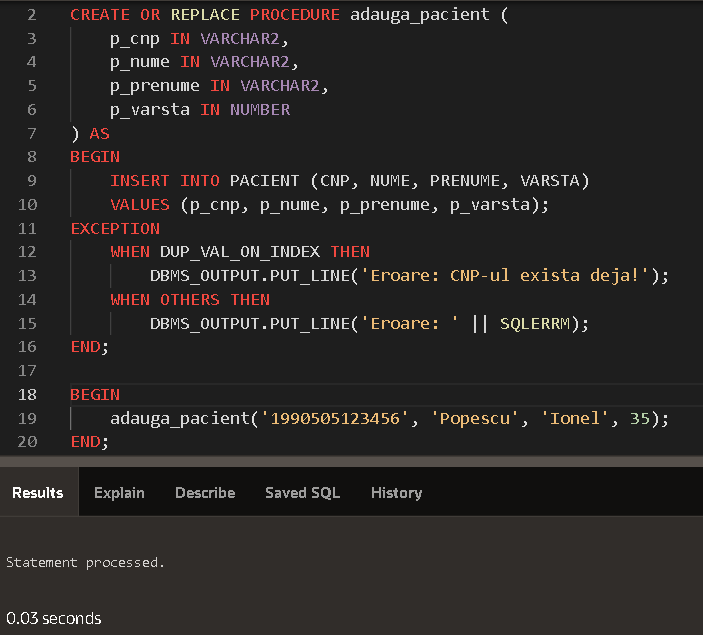 2 CREATE OR REPLACE PROCEDURE adauga_pacient (
3 p_cnp IN VARCHAR2,
4 p_nume IN VARCHAR2,
5 p_prenume IN VARCHAR2,
6 p_varsta IN NUMBER
7 ) AS
8 BEGIN
9 INSERT INTO PACIENT (CNP, NUME, PRENUME, VARSTA)
10 VALUES (p_cnp, p_nume, p_prenume, p_varsta);
11 EXCEPTION
12 WHEN DUP_VAL_ON_INDEX THEN
13 DBMS_OUTPUT.PUT_LINE('Eroare: CNP-ul exista deja!');
14 WHEN OTHERS THEN
15 DBMS_OUTPUT.PUT_LINE('Eroare: ' || SQLERRM);
16 END;
17
18 BEGIN
19 adauga_pacient('1990505123456', 'Popescu', 'Ionel', 35);
20 END;
Results Explain Describe Saved SQL History
Statement processed.
0.03 seconds